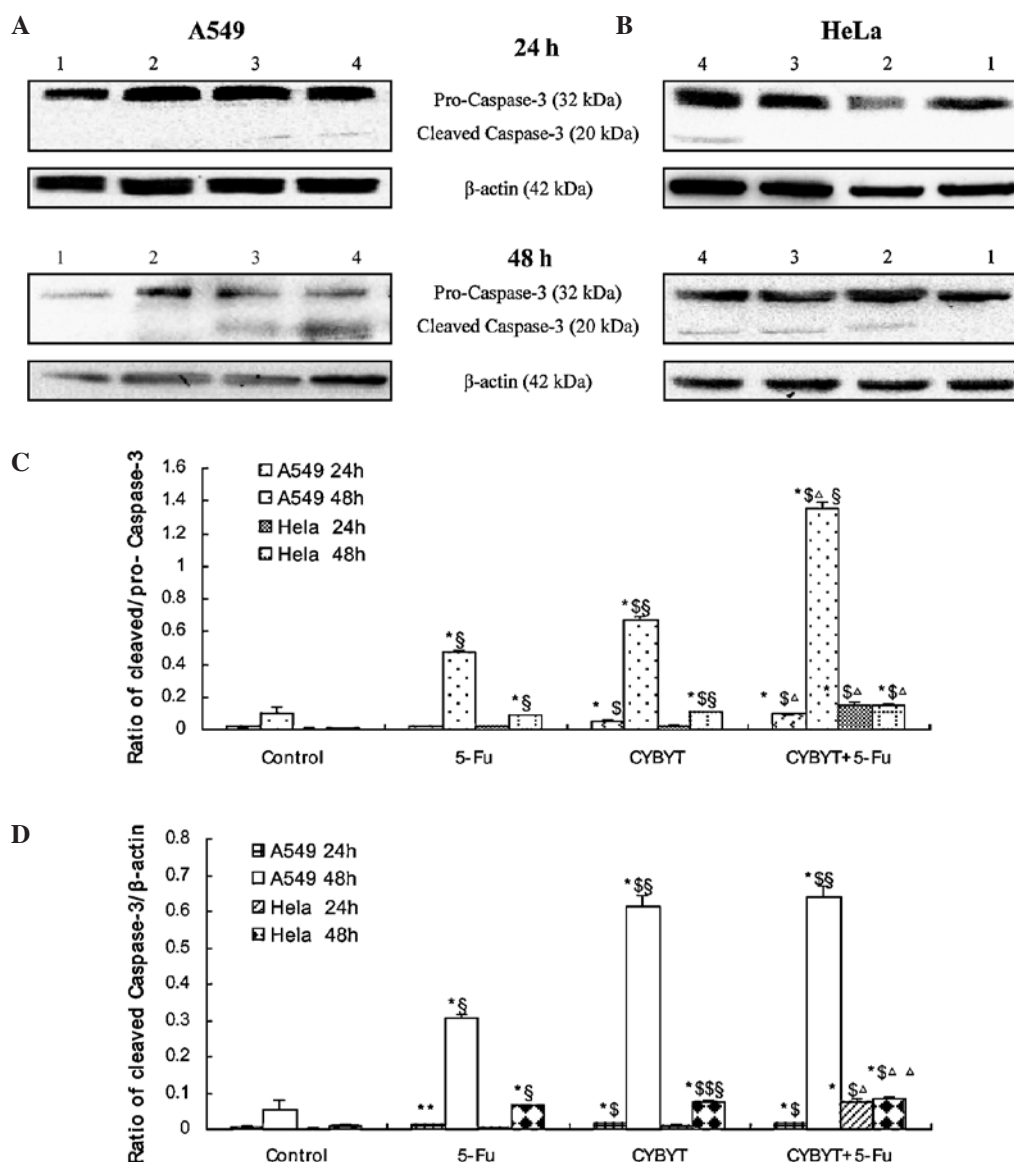 A
A549
24 h
B
HeLa
1 2 3 4
4 3 2 1
Pro-Caspase-3 (32 kDa)
Cleaved Caspase-3 (20 kDa)
β-actin (42 kDa)
48 h
1 2 3 4
4 3 2 1
Pro-Caspase-3 (32 kDa)
Cleaved Caspase-3 (20 kDa)
β-actin (42 kDa)
C
Ratio of cleaved/pro- Caspase-3
1.6
1.4
1.2
1
0.8
0.6
0.4
0.2
0
A549 24h
A549 48h
Hela 24h
Hela 48h
*§
*§
* $
*$§
*$§
* $△
*$△ §
* $△
*$△
Control
5-Fu
CYBYT
CYBYT+5-Fu
D
Ratio of cleaved Caspase-3/β-actin
0.8
0.7
0.6
0.5
0.4
0.3
0.2
0.1
0
A549 24h
A549 48h
Hela 24h
Hela 48h
**
*§
*§
*$
*$§
*$$§
*$
*$§
* $△
*$△ △
Control
5-Fu
CYBYT
CYBYT+5-Fu